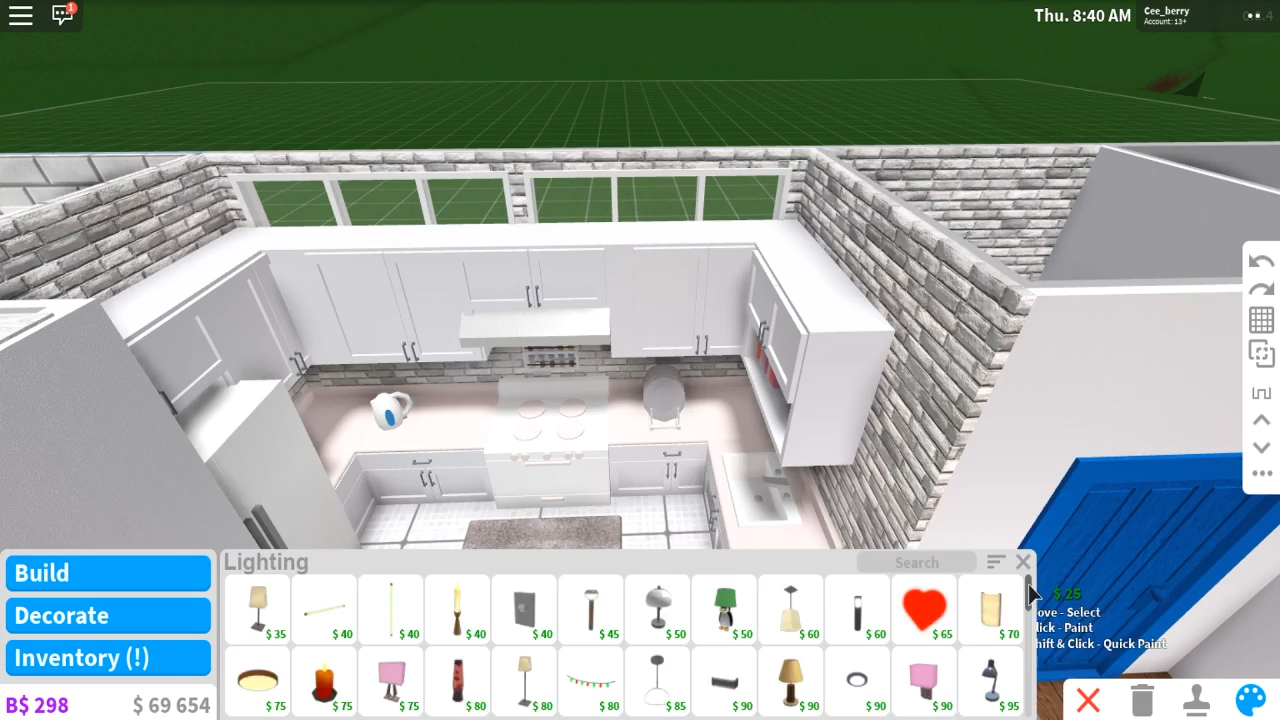 1
Thu. 8:40 AM
Cee_berry
Account: 13+
Lighting
Search
Build
Decorate
Inventory (!)
B$ 298
$ 69 654
$ 35
$ 40
$ 40
$ 40
$ 40
$ 45
$ 50
$ 50
$ 60
$ 60
$ 65
$ 70
$ 75
$ 75
$ 75
$ 80
$ 80
$ 80
$ 85
$ 90
$ 90
$ 90
$ 90
$ 95
$ 25
ove - Select
lick - Paint
hift & Click - Quick Paint